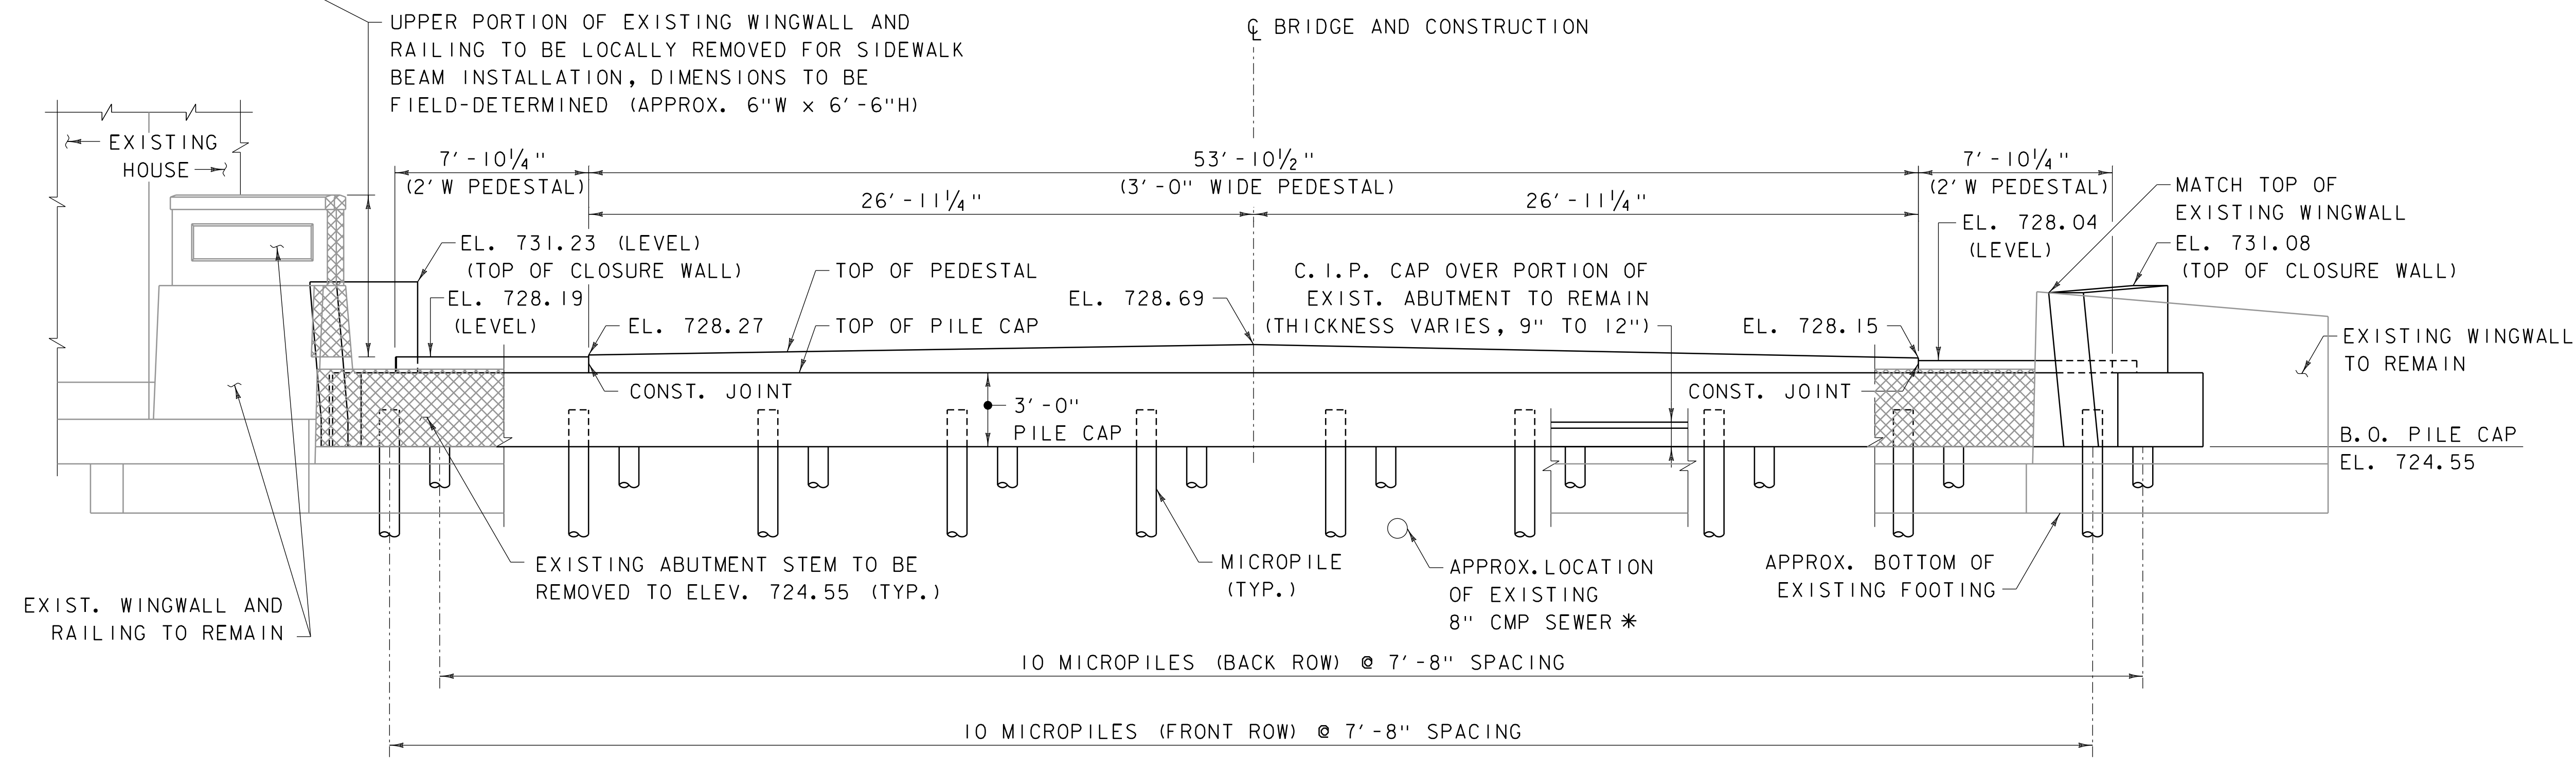 UPPER PORTION OF EXISTING WINGWALL AND
RAILING TO BE LOCALLY REMOVED FOR SIDEWALK
BEAM INSTALLATION, DIMENSIONS TO BE
FIELD-DETERMINED (APPROX. 6"W x 6'-6"H)
℄ BRIDGE AND CONSTRUCTION
EXISTING
HOUSE
7'-10¼"
(2'W PEDESTAL)
53'-10½"
(3'-0" WIDE PEDESTAL)
7'-10¼"
(2'W PEDESTAL)
26'-11¼"
26'-11¼"
MATCH TOP OF
EXISTING WINGWALL
EL. 731.08
(TOP OF CLOSURE WALL)
EL. 728.04
(LEVEL)
EL. 731.23 (LEVEL)
(TOP OF CLOSURE WALL)
EL. 728.19
(LEVEL)
TOP OF PEDESTAL
EL. 728.27
TOP OF PILE CAP
EL. 728.69
C.I.P. CAP OVER PORTION OF
EXIST. ABUTMENT TO REMAIN
(THICKNESS VARIES, 9" TO 12")
EL. 728.15
EXISTING WINGWALL
TO REMAIN
CONST. JOINT
CONST. JOINT
3'-0"
PILE CAP
B.O. PILE CAP
EL. 724.55
EXISTING ABUTMENT STEM TO BE
REMOVED TO ELEV. 724.55 (TYP.)
MICROPILE
(TYP.)
APPROX.LOCATION
OF EXISTING
8" CMP SEWER *
APPROX. BOTTOM OF
EXISTING FOOTING
EXIST. WINGWALL AND
RAILING TO REMAIN
10 MICROPILES (BACK ROW) @ 7'-8" SPACING
10 MICROPILES (FRONT ROW) @ 7'-8" SPACING